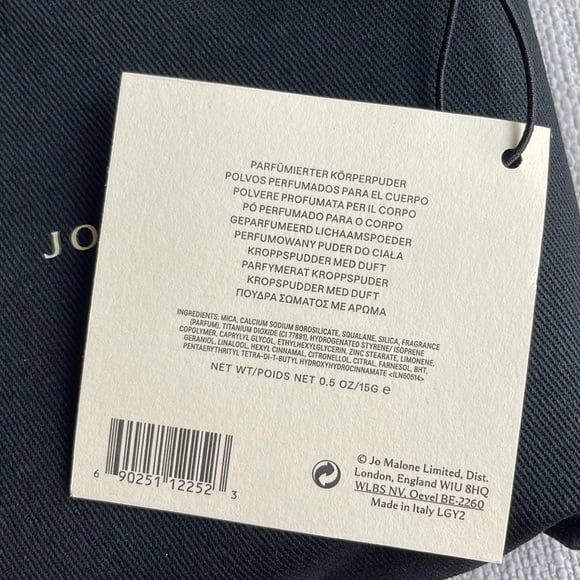 PARFÜMIERTER KÖRPERPUDER
POLVOS PERFUMADOS PARA EL CUERPO
POLVERE PROFUMATA PER IL CORPO
PÓ PERFUMADO PARA O CORPO
GEPARFUMEERD LICHAAMSPOEDER
PERFUMOWANY PUDER DO CIAŁA
KROPPSPUDDER MED DUFT
PARFYMERAT KROPPSPUDER
KROPSPUDDER MED DUFT
ΠΟΥΔΡΑ ΣΩΜΑΤΟΣ ΜΕ ΑΡΩΜΑ
JO
INGREDIENTS: MICA, CALCIUM SODIUM BOROSILICATE, SQUALANE, SILICA, FRAGRANCE
(PARFUM), TITANIUM DIOXIDE (CI 77891), HYDROGENATED STYRENE/ ISOPRENE
COPOLYMER, CAPRYLYL GLYCOL, ETHYLHEXYLGLYCERIN, ZINC STEARATE, LIMONENE,
GERANIOL, LINALOOL, HEXYL CINNAMAL, CITRONELLOL, CITRAL, FARNESOL, BHT,
PENTAERYTHRITYL TETRA-DI-T-BUTYL HYDROXYHYDROCINNAMATE <ILN50514>
NET WT/POIDS NET 0.5 OZ/15G ℮
6 90251 12252 3
© Jo Malone Limited, Dist.
London, England W1U 8HQ
WLBS NV, Oevel BE-2260
Made in Italy LGY2